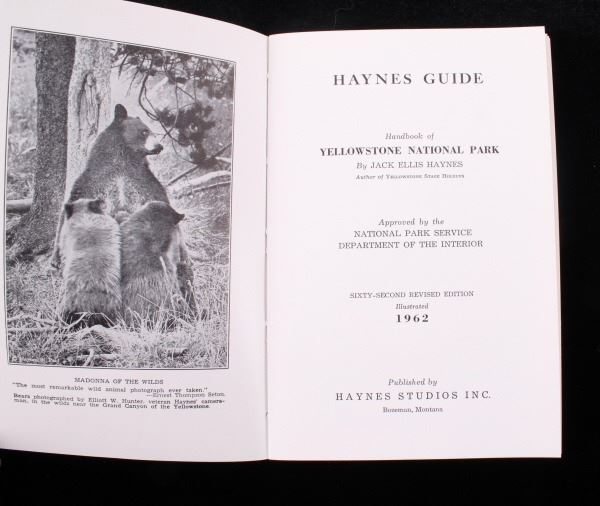 MADONNA OF THE WILDS
"The most remarkable wild animal photograph ever taken."
—Ernest Thompson Seton.
Bears photographed by Elliott W. Hunter, veteran Haynes' camera-
man, in the wilds near the Grand Canyon of the Yellowstone.
HAYNES GUIDE
Handbook of
YELLOWSTONE NATIONAL PARK
By JACK ELLIS HAYNES
Author of YELLOWSTONE STAGE HOLDUPS
Approved by the
NATIONAL PARK SERVICE
DEPARTMENT OF THE INTERIOR
SIXTY-SECOND REVISED EDITION
Illustrated
1962
Published by
HAYNES STUDIOS INC.
Bozeman, Montana